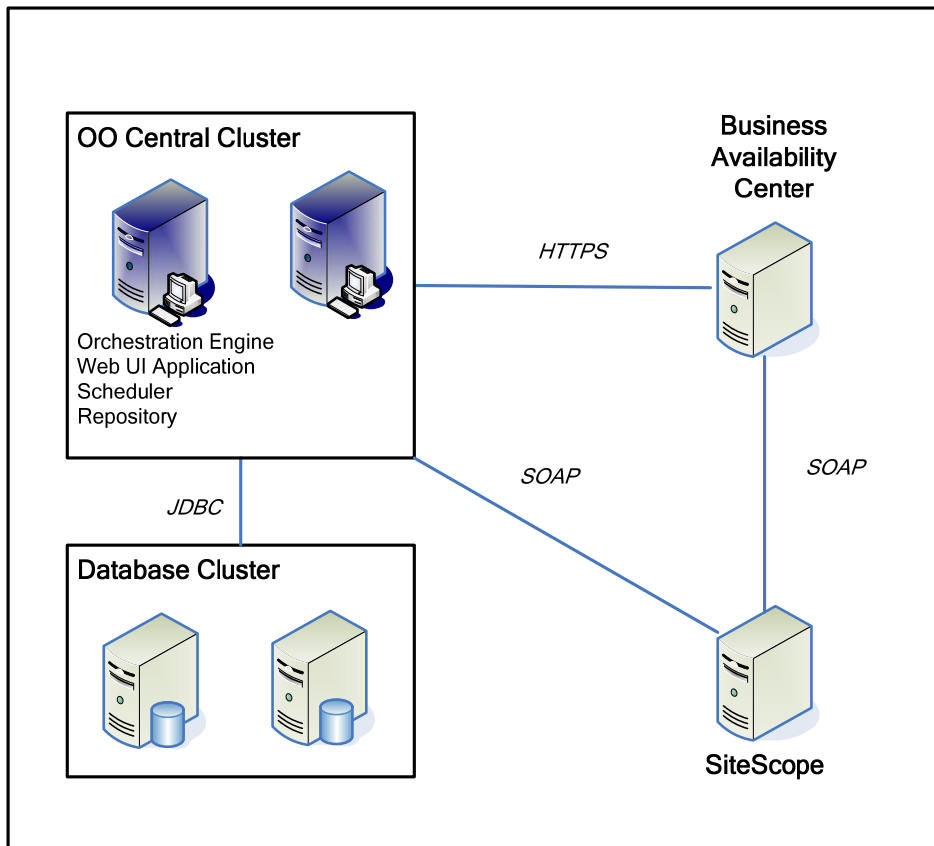 OO Central Cluster
Orchestration Engine
Web UI Application
Scheduler
Repository
Business
Availability
Center
HTTPS
SOAP
SOAP
JDBC
Database Cluster
SiteScope